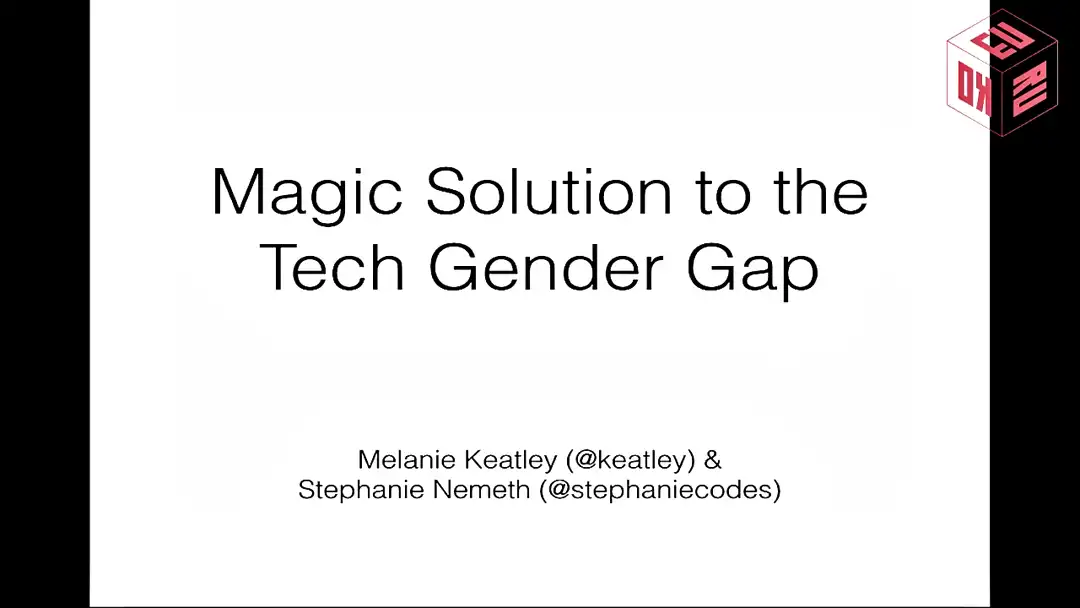 Magic Solution to the
Tech Gender Gap
Melanie Keatley (@keatley) &
Stephanie Nemeth (@stephaniecodes)